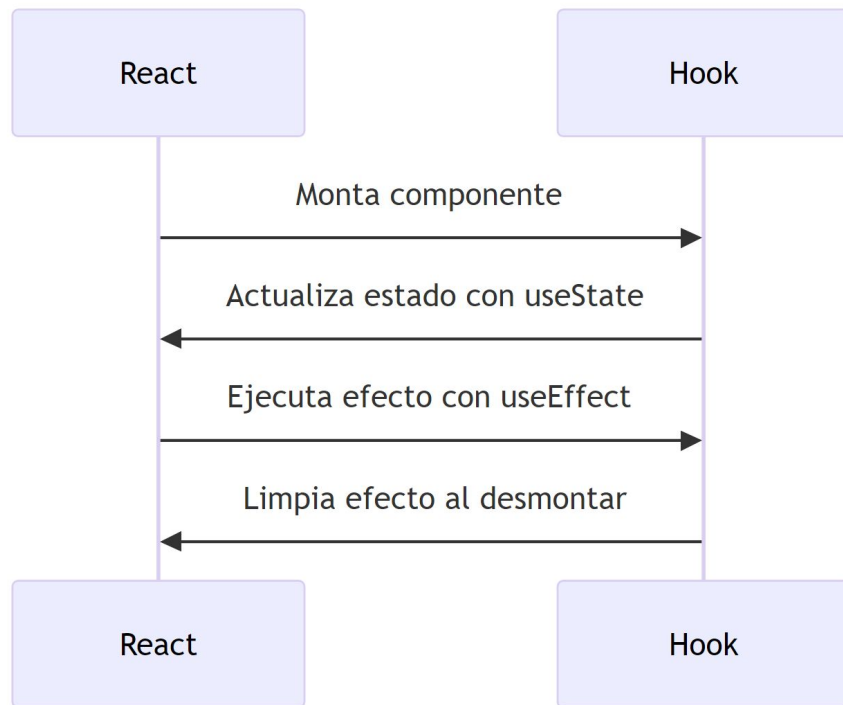 React
Hook
Monta componente
Actualiza estado con useState
Ejecuta efecto con useEffect
Limpia efecto al desmontar
React
Hook